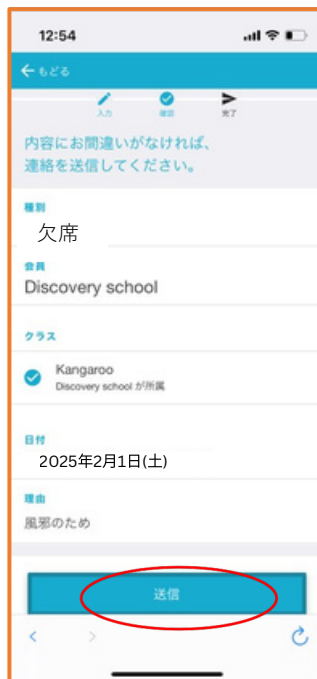 12:54
もどる
入力 確認 完了
内容にお間違いがなければ、
連絡を送信してください。
種別
欠席
会員
Discovery school
クラス
Kangaroo
Discovery school が所属
日付
2025年2月1日(土)
理由
風邪のため
送信